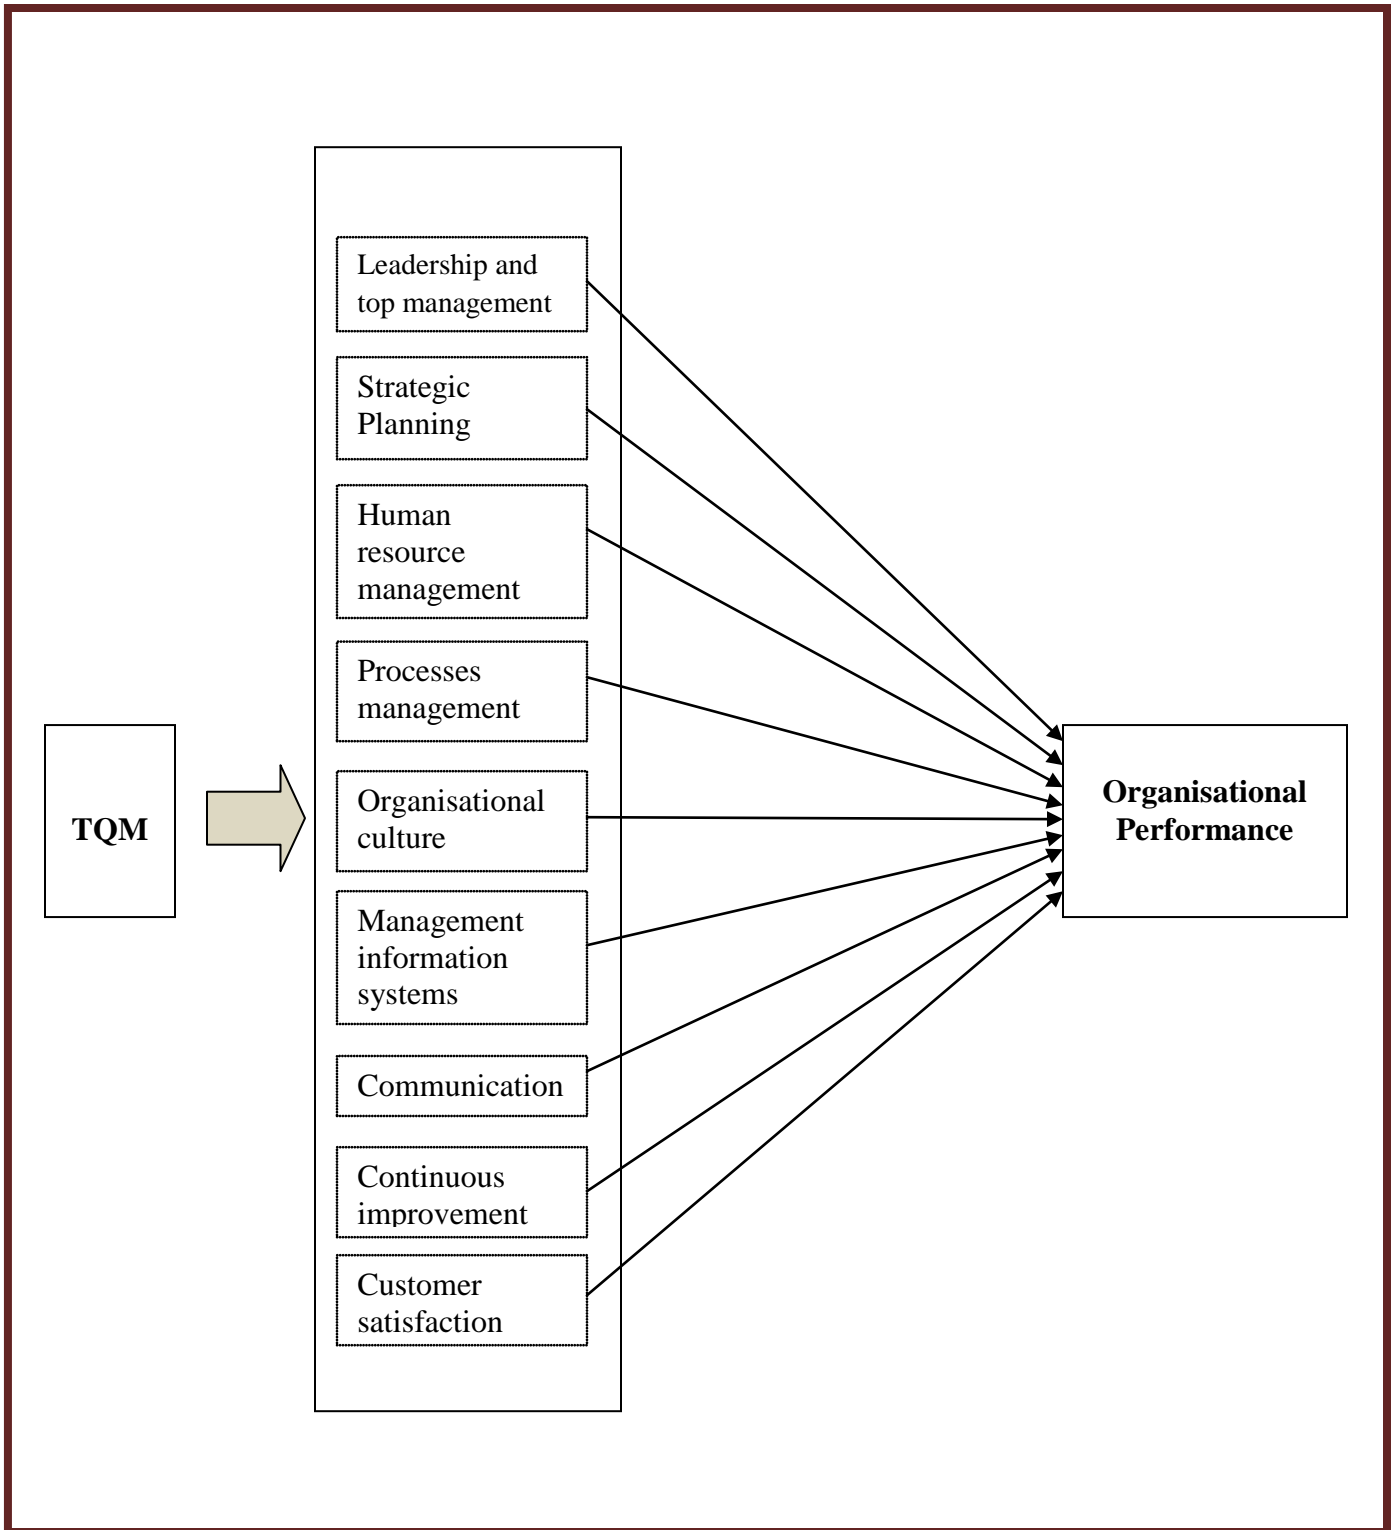 Leadership and
top management
Strategic
Planning
Human
resource
management
Processes
management
TQM
Organisational
culture
Management
information
systems
Communication
Continuous
improvement
Customer
satisfaction
Organisational
Performance